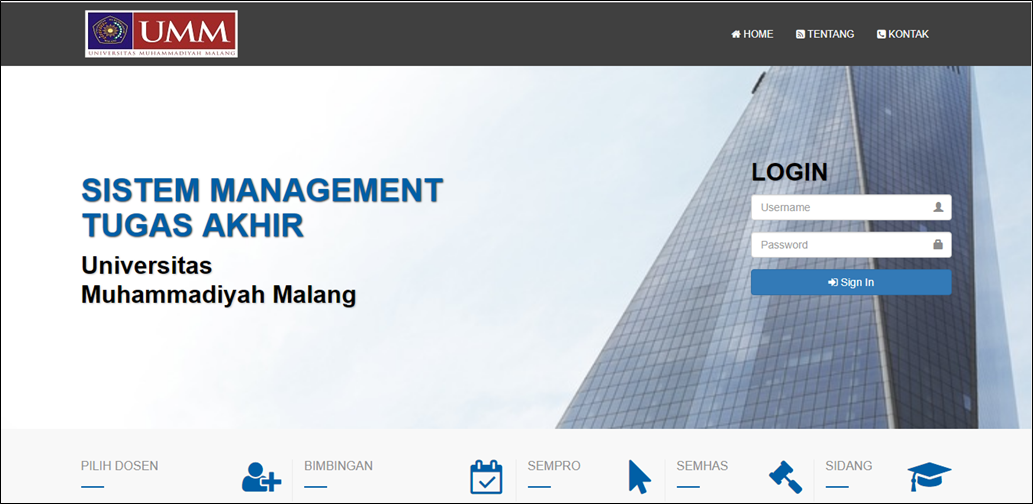 UMM
UNIVERSITAS MUHAMMADIYAH MALANG
HOME
TENTANG
KONTAK
SISTEM MANAGEMENT
TUGAS AKHIR
Universitas
Muhammadiyah Malang
LOGIN
Username
Password
Sign In
PILIH DOSEN
BIMBINGAN
SEMPRO
SEMHAS
SIDANG